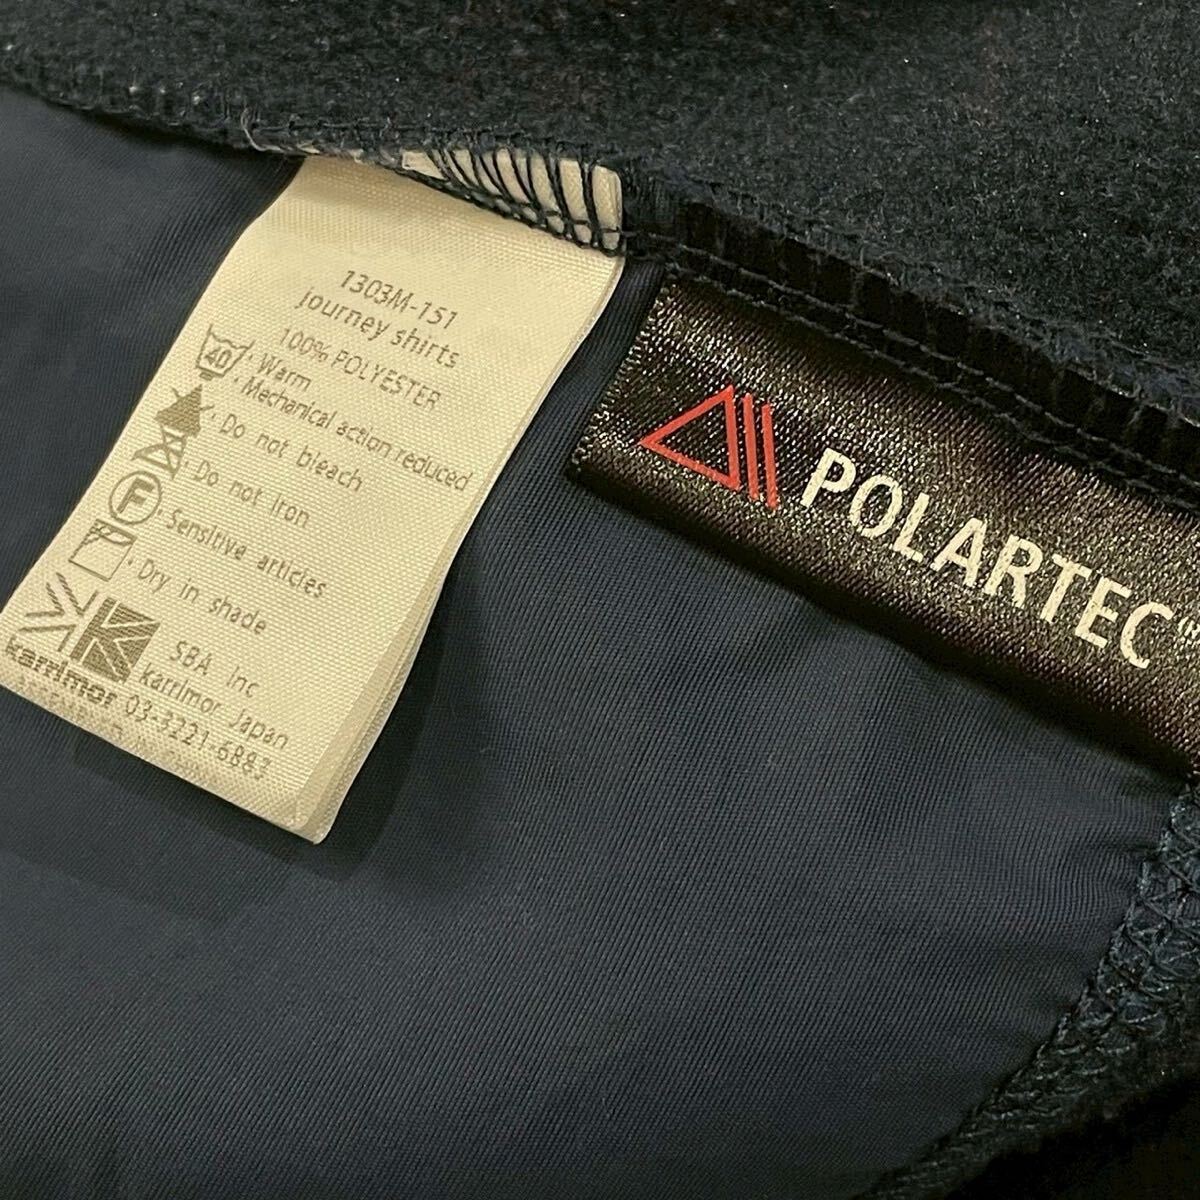 1303M-151
journey shirts
100% POLYESTER
40
· Warm
· Mechanical action reduced
· Do not bleach
· Do not iron
F
· Sensitive articles
· Dry in shade
SBA Inc
karrimor
karrimor Japan
03-3221-6883
POLARTEC™